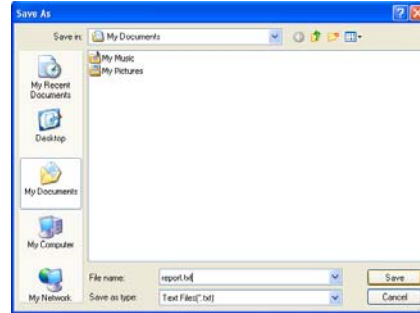 Save As
Save in:
My Documents
My Music
My Pictures
My Recent
Documents
Desktop
My Documents
My Computer
My Network
File name:
report.txt
Save
Save as type:
Text Files(*.txt)
Cancel